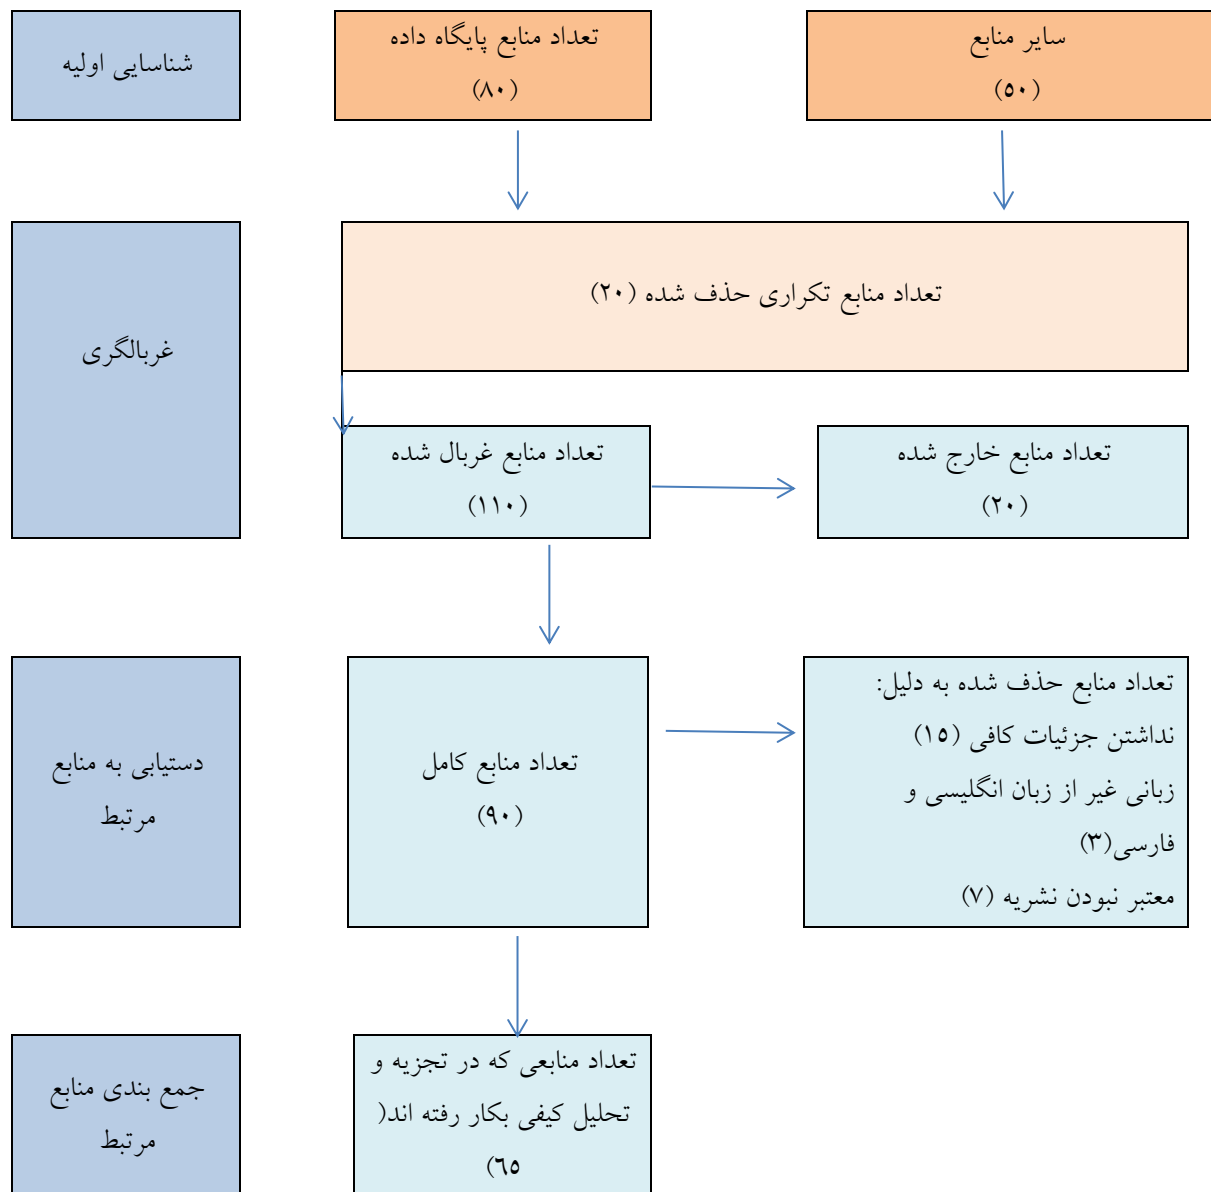 سایر منابع
(۵۰)
تعداد منابع پایگاه داده
(۸۰)
شناسایی اولیه
تعداد منابع تکراری حذف شده (۲۰)
غربالگری
تعداد منابع خارج شده
(۲۰)
تعداد منابع غربال شده
(۱۱۰)
تعداد منابع حذف شده به دلیل:
نداشتن جزئیات کافی (۱۵)
زبانی غیر از زبان انگلیسی و
فارسی(۳)
معتبر نبودن نشریه (۷)
تعداد منابع کامل
(۹۰)
دستیابی به منابع
مرتبط
تعداد منابعی که در تجزیه و
تحلیل کیفی بکار رفته اند(
۶۵)
جمع بندی منابع
مرتبط